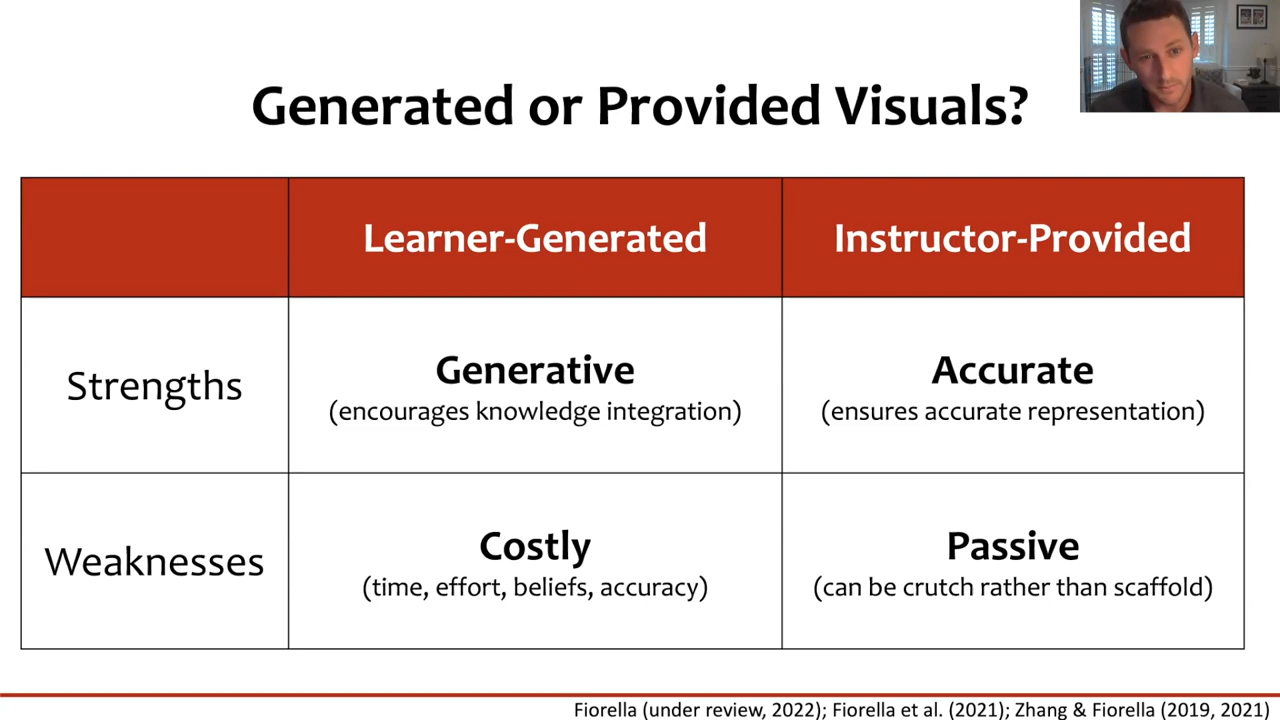 Generated or Provided Visuals?
Learner-Generated
Instructor-Provided
Strengths
Generative
(encourages knowledge integration)
Accurate
(ensures accurate representation)
Weaknesses
Costly
(time, effort, beliefs, accuracy)
Passive
(can be crutch rather than scaffold)
Fiorella (under review, 2022); Fiorella et al. (2021); Zhang & Fiorella (2019, 2021)